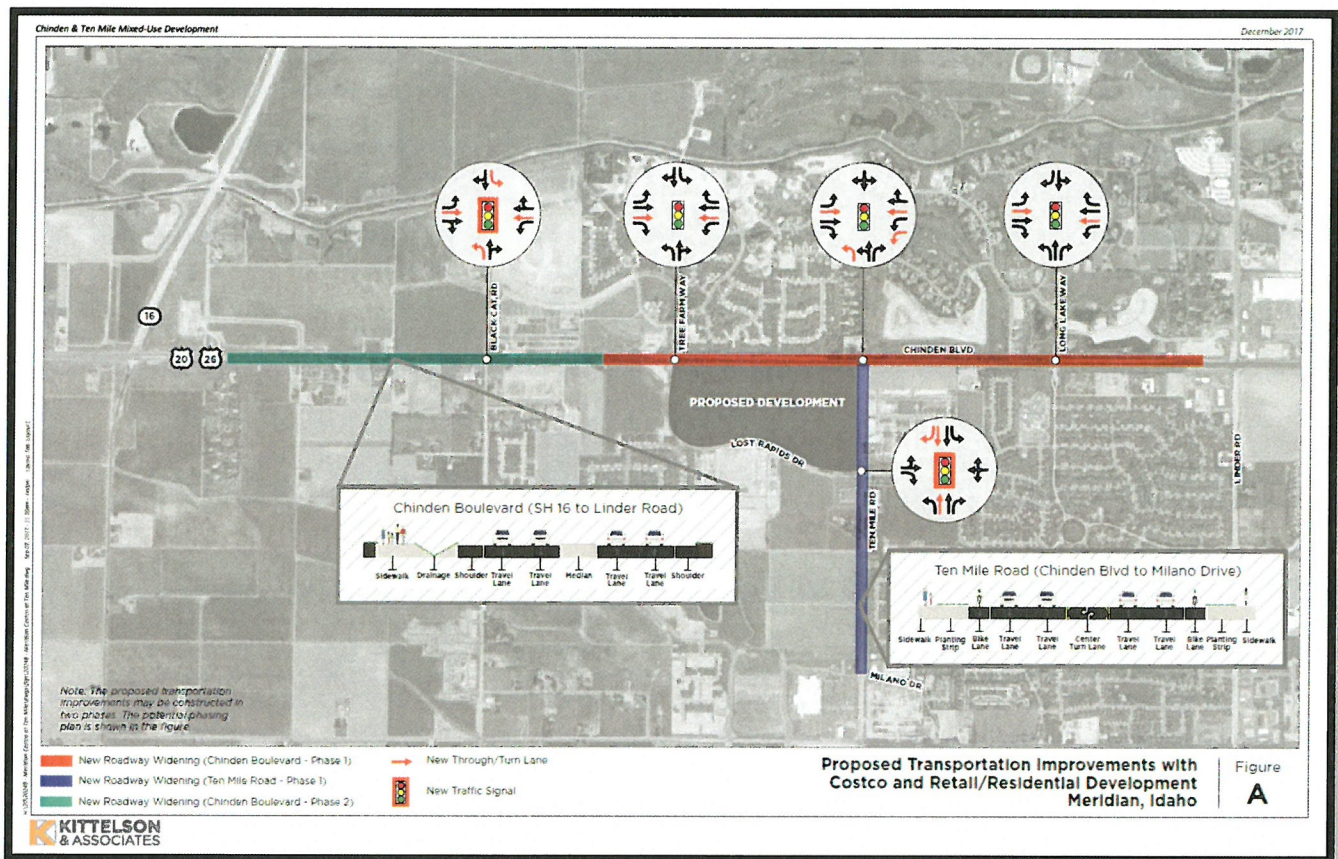 Chinden & Ten Mile Mixed-Use Development
December 2017
16
20 26
BLACK CAT RD
TREE FARM WAY
LONG LAKE WAY
CHINDEN BLVD
PROPOSED DEVELOPMENT
LOST RAPIDS DR
TEN MILE RD
LINDER RD
MILANO DR
Chinden Boulevard (SH 16 to Linder Road)
Sidewalk Drainage Shoulder Travel Lane Travel Lane Median Travel Lane Travel Lane Shoulder
Ten Mile Road (Chinden Blvd to Milano Drive)
Sidewalk Planting Strip Bike Lane Travel Lane Travel Lane Center Turn Lane Travel Lane Travel Lane Bike Lane Planting Strip Sidewalk
Note: The proposed transportation
improvements may be constructed in
two phases. The potential phasing
plan is shown in the figure.
New Roadway Widening (Chinden Boulevard - Phase 1)
New Roadway Widening (Ten Mile Road - Phase 1)
New Roadway Widening (Chinden Boulevard - Phase 2)
New Through/Turn Lane
New Traffic Signal
Proposed Transportation Improvements with
Costco and Retail/Residential Development
Meridian, Idaho
Figure
A
KITTELSON
& ASSOCIATES